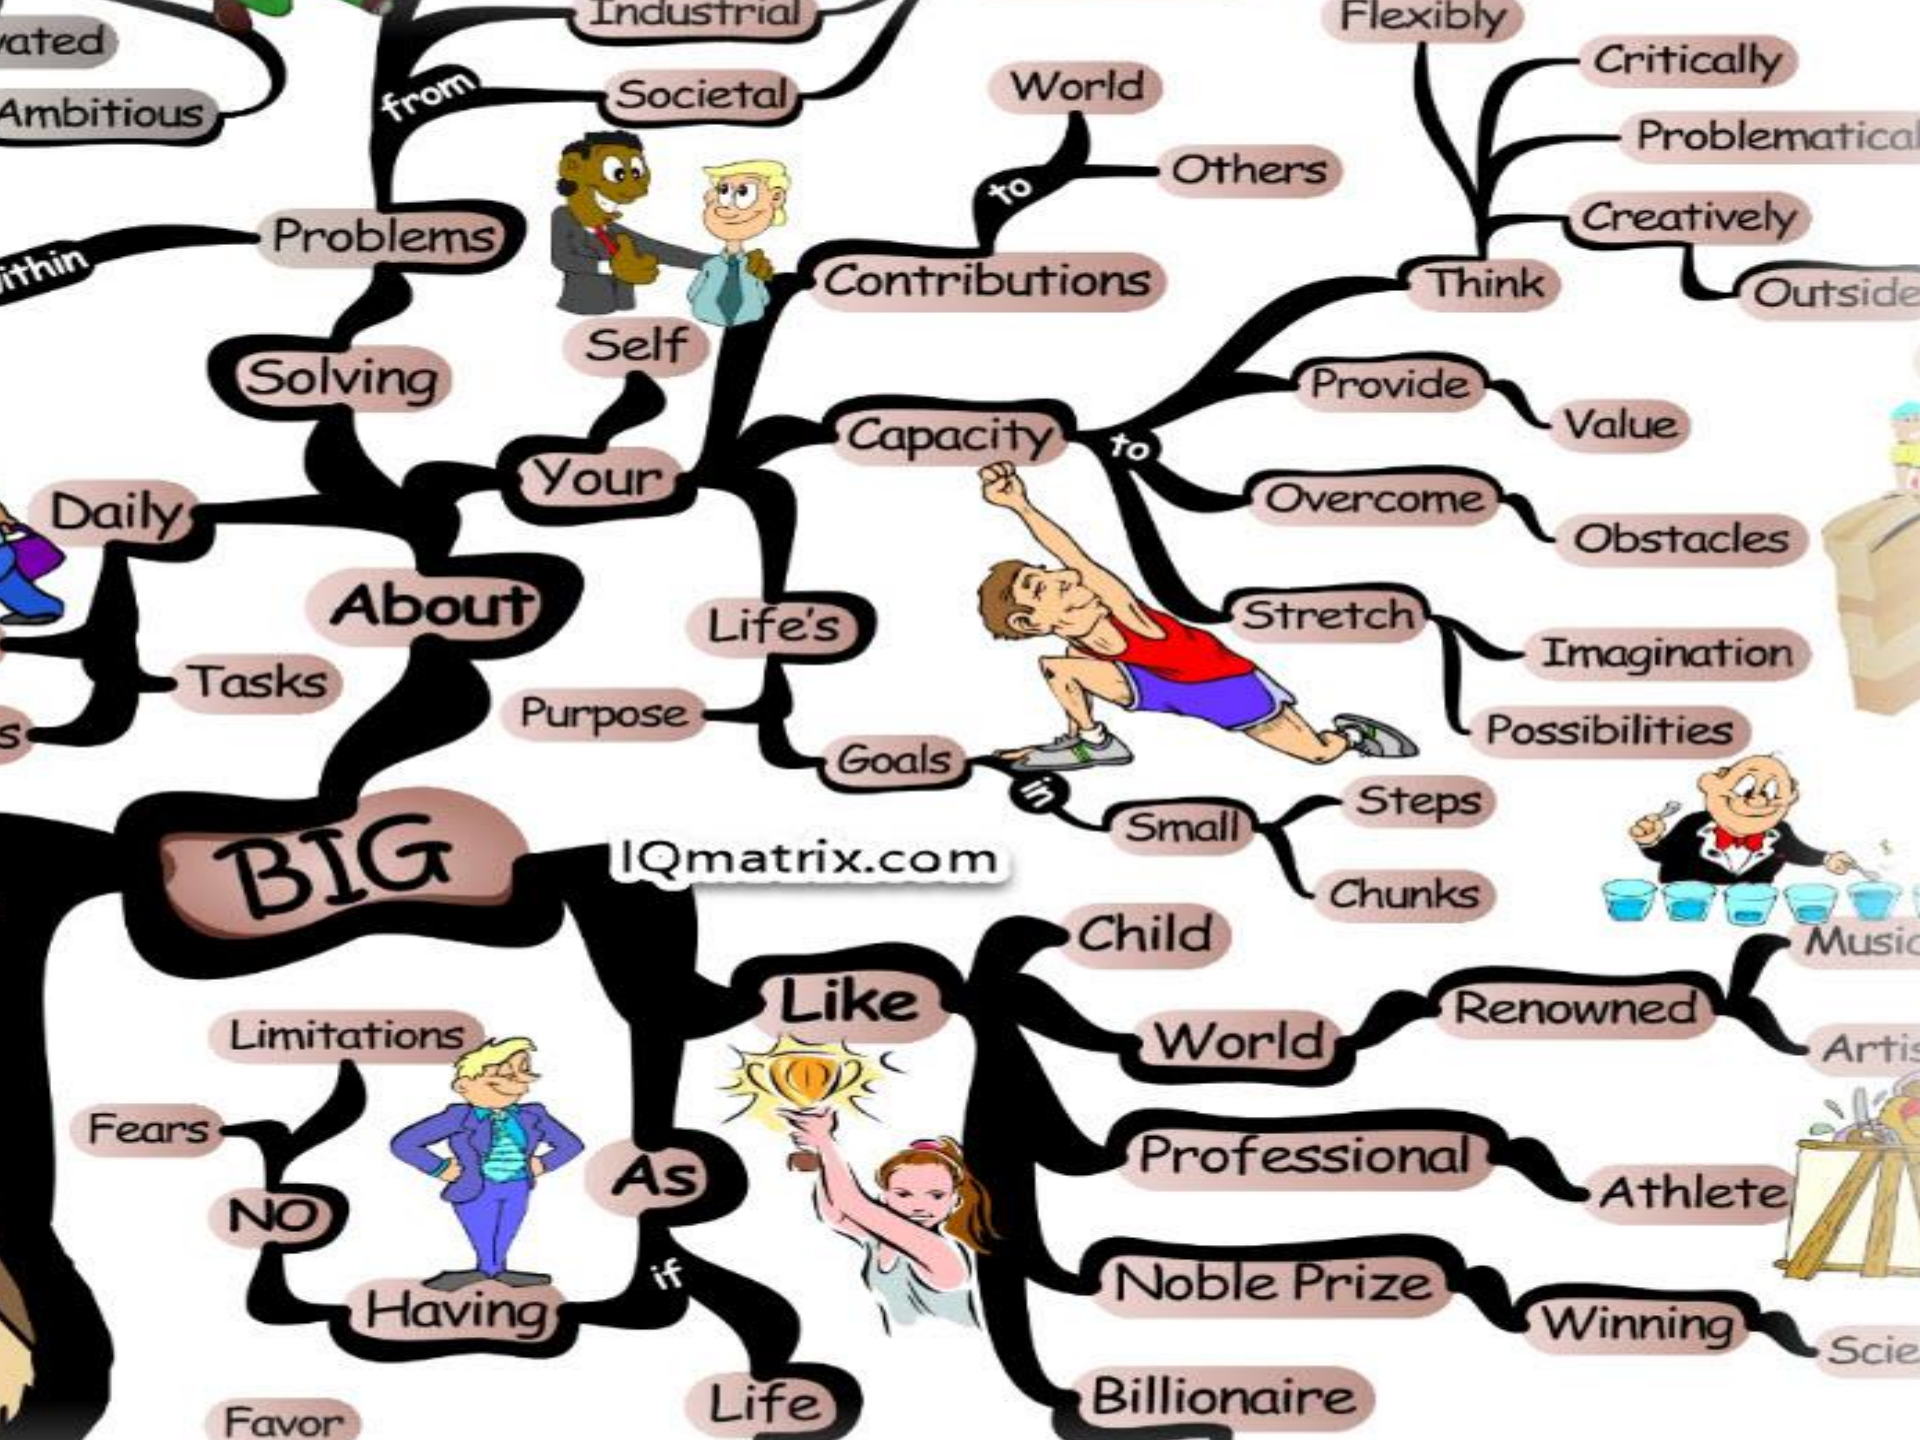 Industrial
Flexibly
Critically
Ambitious
from
Societal
World
Problematical
to
Others
Creatively
Problems
Contributions
Think
Outside
Self
Solving
Provide
Value
Capacity
to
Your
Overcome
Daily
Obstacles
About
Life's
Stretch
Imagination
Tasks
Purpose
Possibilities
Goals
in
Small
Steps
BIG
IQmatrix.com
Chunks
Child
Like
World
Renowned
Limitations
Fears
As
Professional
Athlete
NO
if
Having
Noble Prize
Winning
Life
Billionaire
Favor